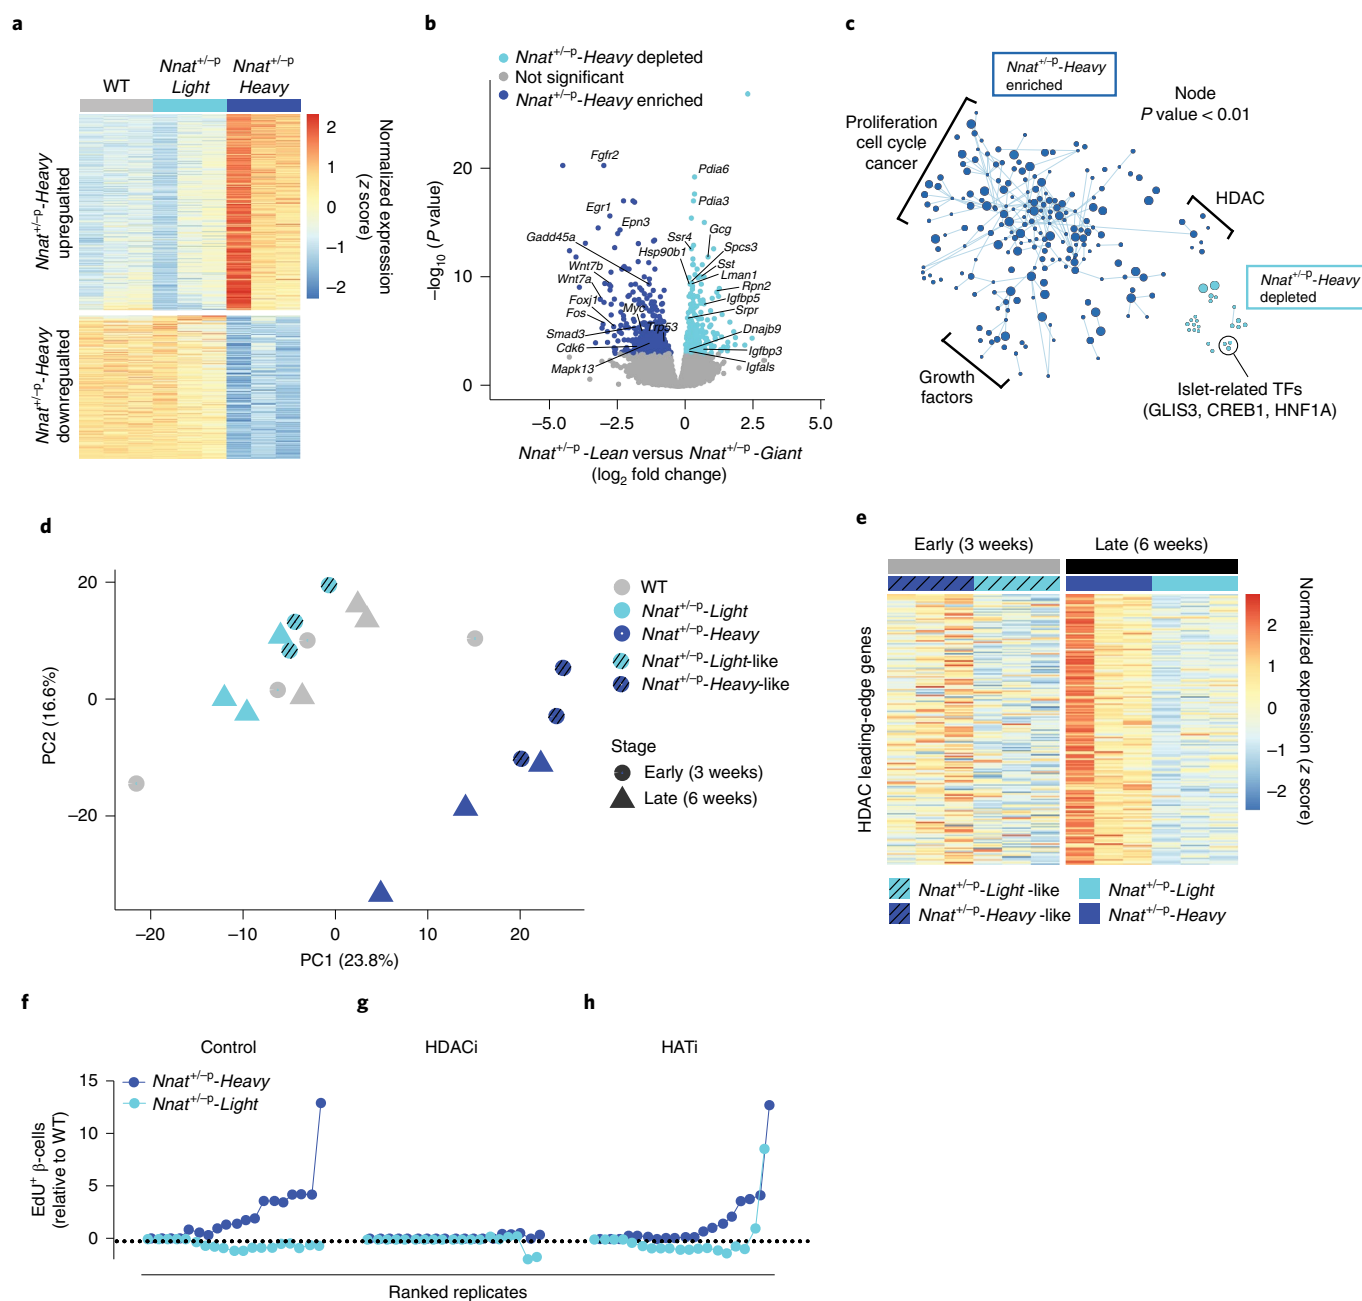 a
WT
Nnat+/–p
Light
Nnat+/–p
Heavy
Nnat+/–p-Heavy
upregualted
Nnat+/–p-Heavy
downregualted
2
1
0
−1
−2
Normalized expression
(z score)
b
Nnat+/–p-Heavy depleted
Not significant
Nnat+/–p-Heavy enriched
−log10 (P value)
20
10
0
Fgfr2
Egr1
Epn3
Gadd45a
Wnt7b
Wnt7a
Foxj1
Fos
Myc
Trp53
Smad3
Cdk6
Mapk13
Pdia6
Pdia3
Gcg
Ssr4
Spcs3
Hsp90b1
Sst
Lman1
Rpn2
Igfbp5
Srpr
Dnajb9
Igfbp3
Igfals
−5.0
−2.5
0
2.5
5.0
Nnat+/–p-Lean versus Nnat+/–p-Giant
(log2 fold change)
c
Nnat+/–p-Heavy
enriched
Node
P value < 0.01
Proliferation
cell cycle
cancer
HDAC
Nnat+/–p-Heavy
depleted
Growth
factors
Islet-related TFs
(GLIS3, CREB1, HNF1A)
d
PC2 (16.6%)
20
0
−20
−20
−10
0
10
20
PC1 (23.8%)
WT
Nnat+/–p-Light
Nnat+/–p-Heavy
Nnat+/–p-Light-like
Nnat+/–p-Heavy-like
Stage
Early (3 weeks)
Late (6 weeks)
e
Early (3 weeks)
Late (6 weeks)
HDAC leading-edge genes
2
1
0
−1
−2
Normalized expression (z score)
Nnat+/–p-Light -like
Nnat+/–p-Light
Nnat+/–p-Heavy -like
Nnat+/–p-Heavy
f
g
h
Control
HDACi
HATi
EdU+ β-cells
(relative to WT)
15
10
5
0
Nnat+/–p-Heavy
Nnat+/–p-Light
Ranked replicates